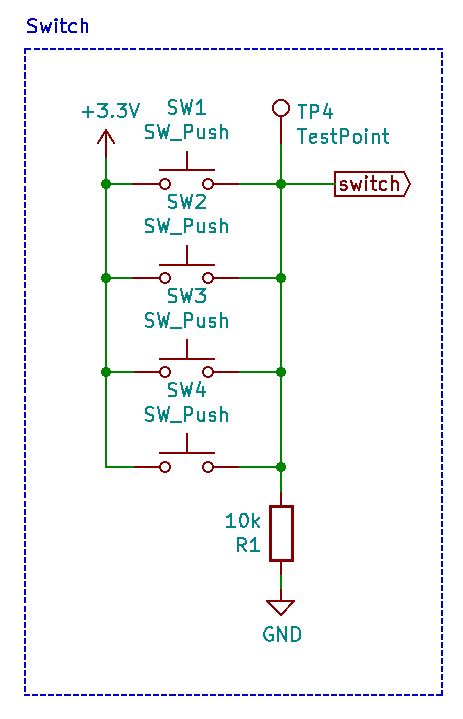 Switch
+3.3V
SW1
SW_Push
TP4
TestPoint
switch
SW2
SW_Push
SW3
SW_Push
SW4
SW_Push
10k
R1
GND